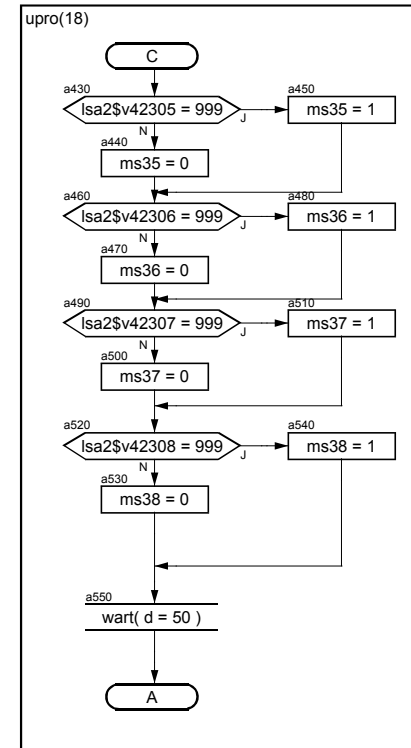 upro(18)
C
a430
lsa2$v42305 = 999
J
N
a450
ms35 = 1
a440
ms35 = 0
a460
lsa2$v42306 = 999
J
N
a480
ms36 = 1
a470
ms36 = 0
a490
lsa2$v42307 = 999
J
N
a510
ms37 = 1
a500
ms37 = 0
a520
lsa2$v42308 = 999
J
N
a540
ms38 = 1
a530
ms38 = 0
a550
wart( d = 50 )
A